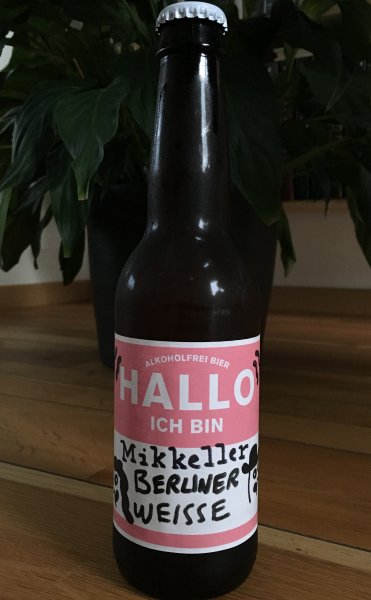 ALKOHOLFREI BIER
HALLO
ICH BIN
Mikkeller
BERLINER
WEISSE